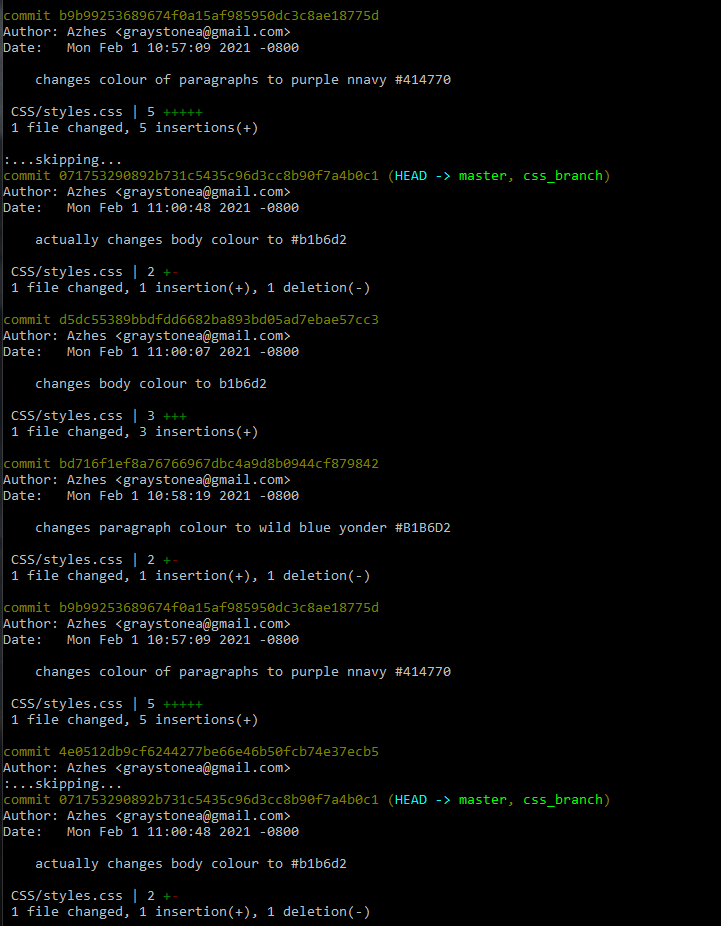 commit b9b99253689674f0a15af985950dc3c8ae18775d
Author: Azhes <graystonea@gmail.com>
Date:   Mon Feb 1 10:57:09 2021 -0800
    changes colour of paragraphs to purple nnavy #414770
 CSS/styles.css | 5 +++++
 1 file changed, 5 insertions(+)
:...skipping...
commit 071753290892b731c5435c96d3cc8b90f7a4b0c1 (HEAD -> master, css_branch)
Author: Azhes <graystonea@gmail.com>
Date:   Mon Feb 1 11:00:48 2021 -0800
    actually changes body colour to #b1b6d2
 CSS/styles.css | 2 +-
 1 file changed, 1 insertion(+), 1 deletion(-)
commit d5dc55389bbdfdd6682ba893bd05ad7ebae57cc3
Author: Azhes <graystonea@gmail.com>
Date:   Mon Feb 1 11:00:07 2021 -0800
    changes body colour to b1b6d2
 CSS/styles.css | 3 +++
 1 file changed, 3 insertions(+)
commit bd716f1ef8a76766967dbc4a9d8b0944cf879842
Author: Azhes <graystonea@gmail.com>
Date:   Mon Feb 1 10:58:19 2021 -0800
    changes paragraph colour to wild blue yonder #B1B6D2
 CSS/styles.css | 2 +-
 1 file changed, 1 insertion(+), 1 deletion(-)
commit b9b99253689674f0a15af985950dc3c8ae18775d
Author: Azhes <graystonea@gmail.com>
Date:   Mon Feb 1 10:57:09 2021 -0800
    changes colour of paragraphs to purple nnavy #414770
 CSS/styles.css | 5 +++++
 1 file changed, 5 insertions(+)
commit 4e0512db9cf6244277be66e46b50fcb74e37ecb5
Author: Azhes <graystonea@gmail.com>
:...skipping...
commit 071753290892b731c5435c96d3cc8b90f7a4b0c1 (HEAD -> master, css_branch)
Author: Azhes <graystonea@gmail.com>
Date:   Mon Feb 1 11:00:48 2021 -0800
    actually changes body colour to #b1b6d2
 CSS/styles.css | 2 +-
 1 file changed, 1 insertion(+), 1 deletion(-)